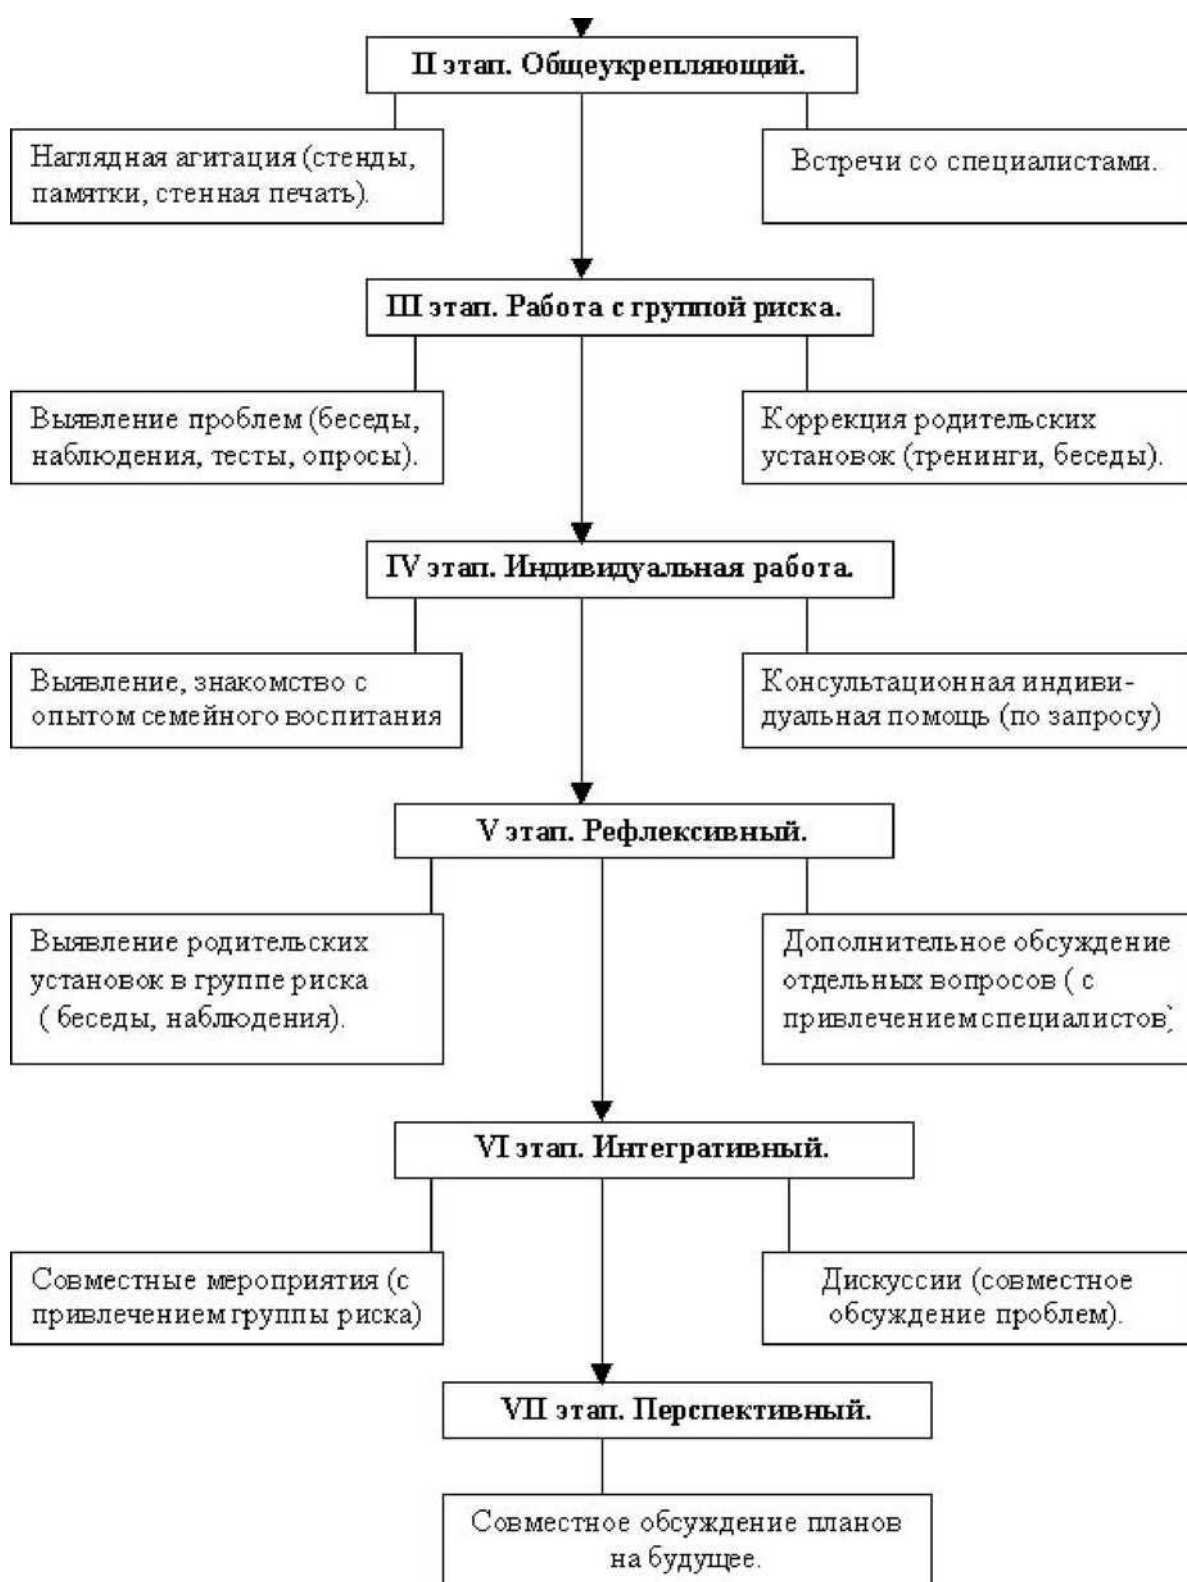 II этап. Общеукрепляющий.
Наглядная агитация (стенды,
памятки, стенная печать).
Встречи со специалистами.
III этап. Работа с группой риска.
Выявление проблем (беседы,
наблюдения, тесты, опросы).
Коррекция родительских
установок (тренинги, беседы).
IV этап. Индивидуальная работа.
Выявление, знакомство с
опытом семейного воспитания
Консультационная индиви-
дуальная помощь (по запросу)
V этап. Рефлексивный.
Выявление родительских
установок в группе риска
( беседы, наблюдения).
Дополнительное обсуждение
отдельных вопросов ( с
привлечением специалистов)
VI этап. Интегративный.
Совместные мероприятия (с
привлечением группы риска)
Дискуссии (совместное
обсуждение проблем).
VII этап. Перспективный.
Совместное обсуждение планов
на будущее.